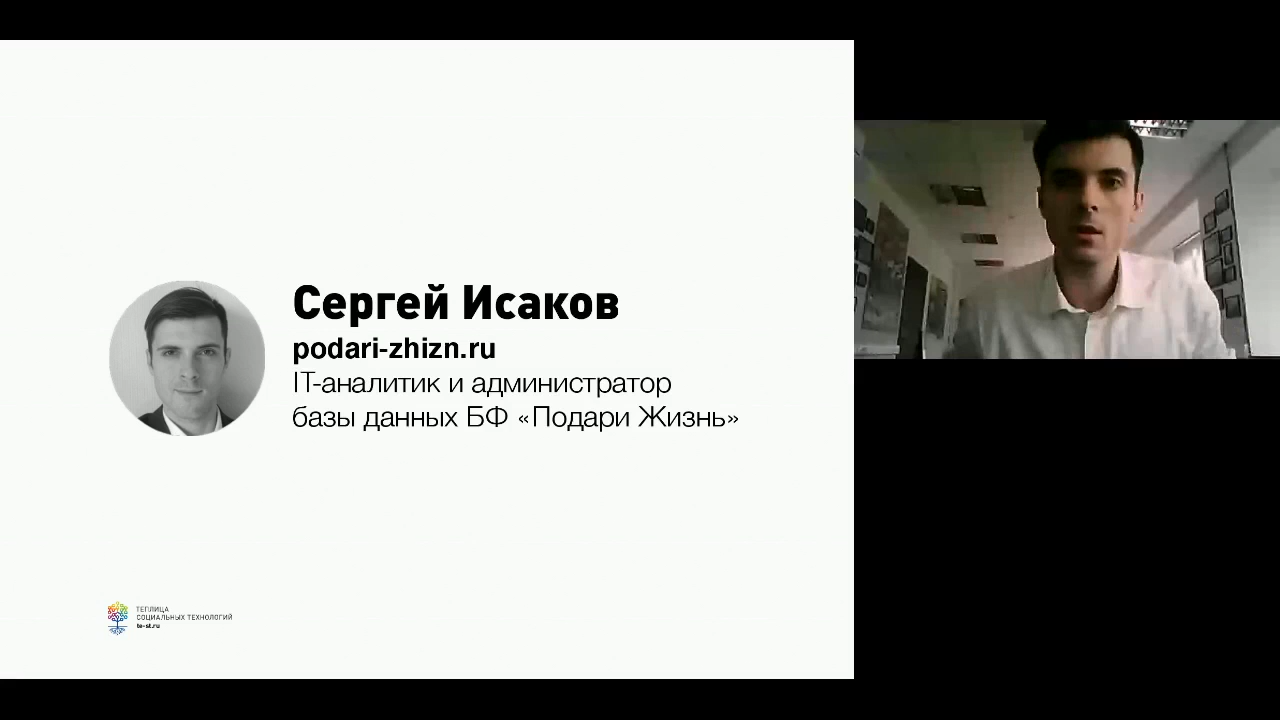 Сергей Исаков
podari-zhizn.ru
IT-аналитик и администратор
базы данных БФ «Подари Жизнь»
ТЕПЛИЦА
СОЦИАЛЬНЫХ ТЕХНОЛОГИЙ
te-st.ru